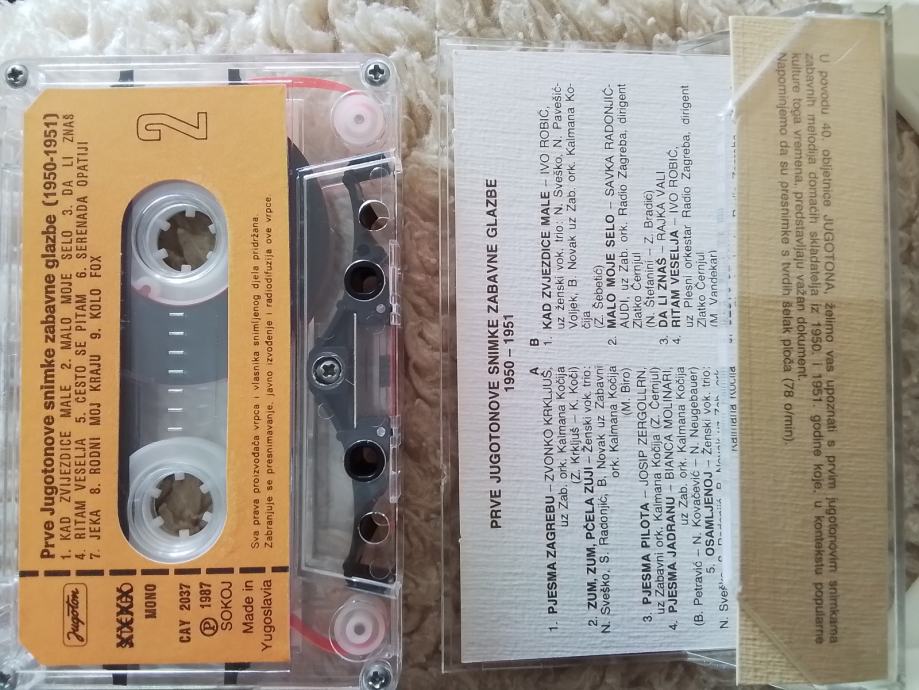 Prve Jugotonove snimke zabavne glazbe (1950-1951)
1. KAD ZVIJEZDICE MALE 2. MALO MOJE SELO 3. DA LI ZNAŠ
4. RITAM VESELJA 5. ČESTO SE PITAM 6. SERENADA OPATIJI
7. JEKA 8. RODNI MOJ KRAJU 9. KOLO FOX
2
Jugoton
MONO
CAY 2037
P 1987
SOKOJ
Made in
Yugoslavia
Sva prava proizvođača vrpce i vlasnika snimljenog djela pridržana.
Zabranjuje se presnimavanje, javno izvođenje i radiodifuzija ove vrpce.
PRVE JUGOTONOVE SNIMKE ZABAVNE GLAZBE
1950 – 1951
A
1. PJESMA ZAGREBU – ZVONKO KRKLJUŠ,
uz Zab. ork. Kalmana Kočija
(Z. Krkljuš – K. Koči)
2. ZUM, ZUM, PČELA ZUJI – Ženski vok. trio:
N. Sveško, S. Radonjić, B. Novak uz Zabavni
ork. Kalmana Kočija
(M. Biro)
3. PJESMA PILOTA – JOSIP ZERGOLLERN,
uz Zabavni ork. Kalmana Kočija (Z. Černjul)
4. PJESMA JADRANU – BIANCA MOLINARI,
uz Zab. ork. Kalmana Kočija
(B. Petravić – N. Kovačević – N. Neugebauer)
5. OSAMLJENOJ – Ženski vok. trio:
B
1. KAD ZVJEZDICE MALE – IVO ROBIĆ,
uz ženski vok. trio: N. Sveško, N. Pavešić-
Voljek, B. Novak uz Zab. ork. Kalmana Ko-
čija
(Z. Šebetić)
2. MALO MOJE SELO – SAVKA RADONJIĆ-
AUDI, uz Zab. ork. Radio Zagreba, dirigent
Zlatko Černjul
(N. Štefanini – Z. Bradić)
3. DA LI ZNAŠ – RAJKA VALI
4. RITAM VESELJA – IVO ROBIĆ,
uz Plesni orkestar Radio Zagreba, dirigent
Zlatko Černjul
(M Vandekar)
U povodu 40. obljetnice JUGOTONA, želimo vas upoznati s prvim jugotonovim snimkama
zabavnih melodija domaćih skladatelja iz 1950. i 1951. godine koje, u kontekstu popularne
kulture toga vremena, predstavljaju važan dokument.
Napominjemo da su presnimke s tvrdih šelak ploča (78 o/min).